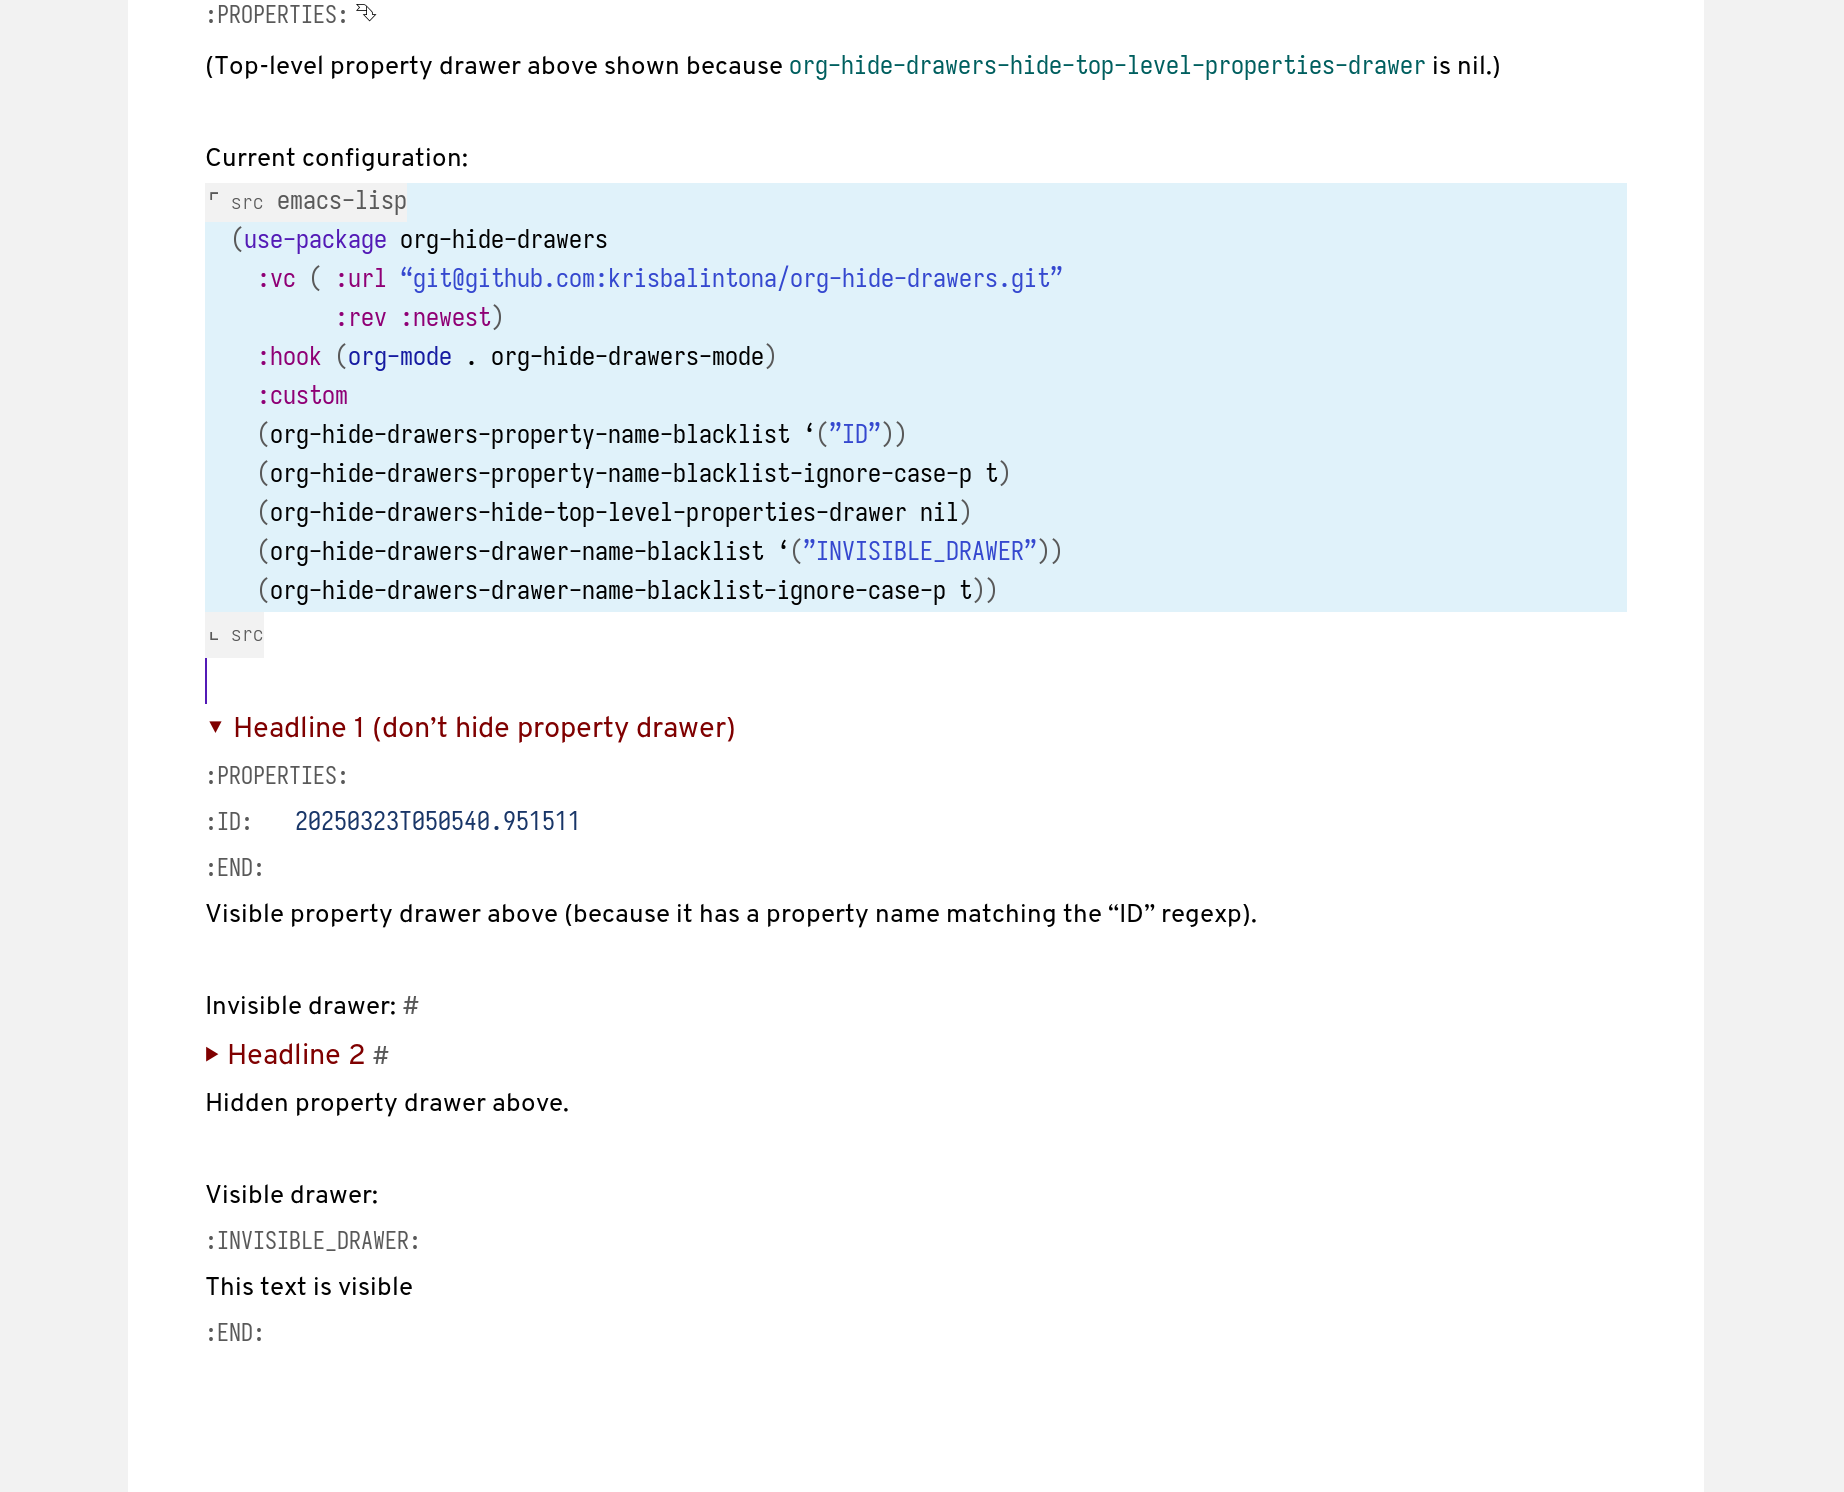 :PROPERTIES:
(Top-level property drawer above shown because org-hide-drawers-hide-top-level-properties-drawer is nil.)
Current configuration:
src emacs-lisp
(use-package org-hide-drawers
:vc ( :url “git@github.com:krisbalintona/org-hide-drawers.git”
:rev :newest)
:hook (org-mode . org-hide-drawers-mode)
:custom
(org-hide-drawers-property-name-blacklist ‘(”ID”))
(org-hide-drawers-property-name-blacklist-ignore-case-p t)
(org-hide-drawers-hide-top-level-properties-drawer nil)
(org-hide-drawers-drawer-name-blacklist ‘(”INVISIBLE_DRAWER”))
(org-hide-drawers-drawer-name-blacklist-ignore-case-p t))
src
▼ Headline 1 (don’t hide property drawer)
:PROPERTIES:
:ID: 20250323T050540.951511
:END:
Visible property drawer above (because it has a property name matching the “ID” regexp).
Invisible drawer: #
▶ Headline 2 #
Hidden property drawer above.
Visible drawer:
:INVISIBLE_DRAWER:
This text is visible
:END: